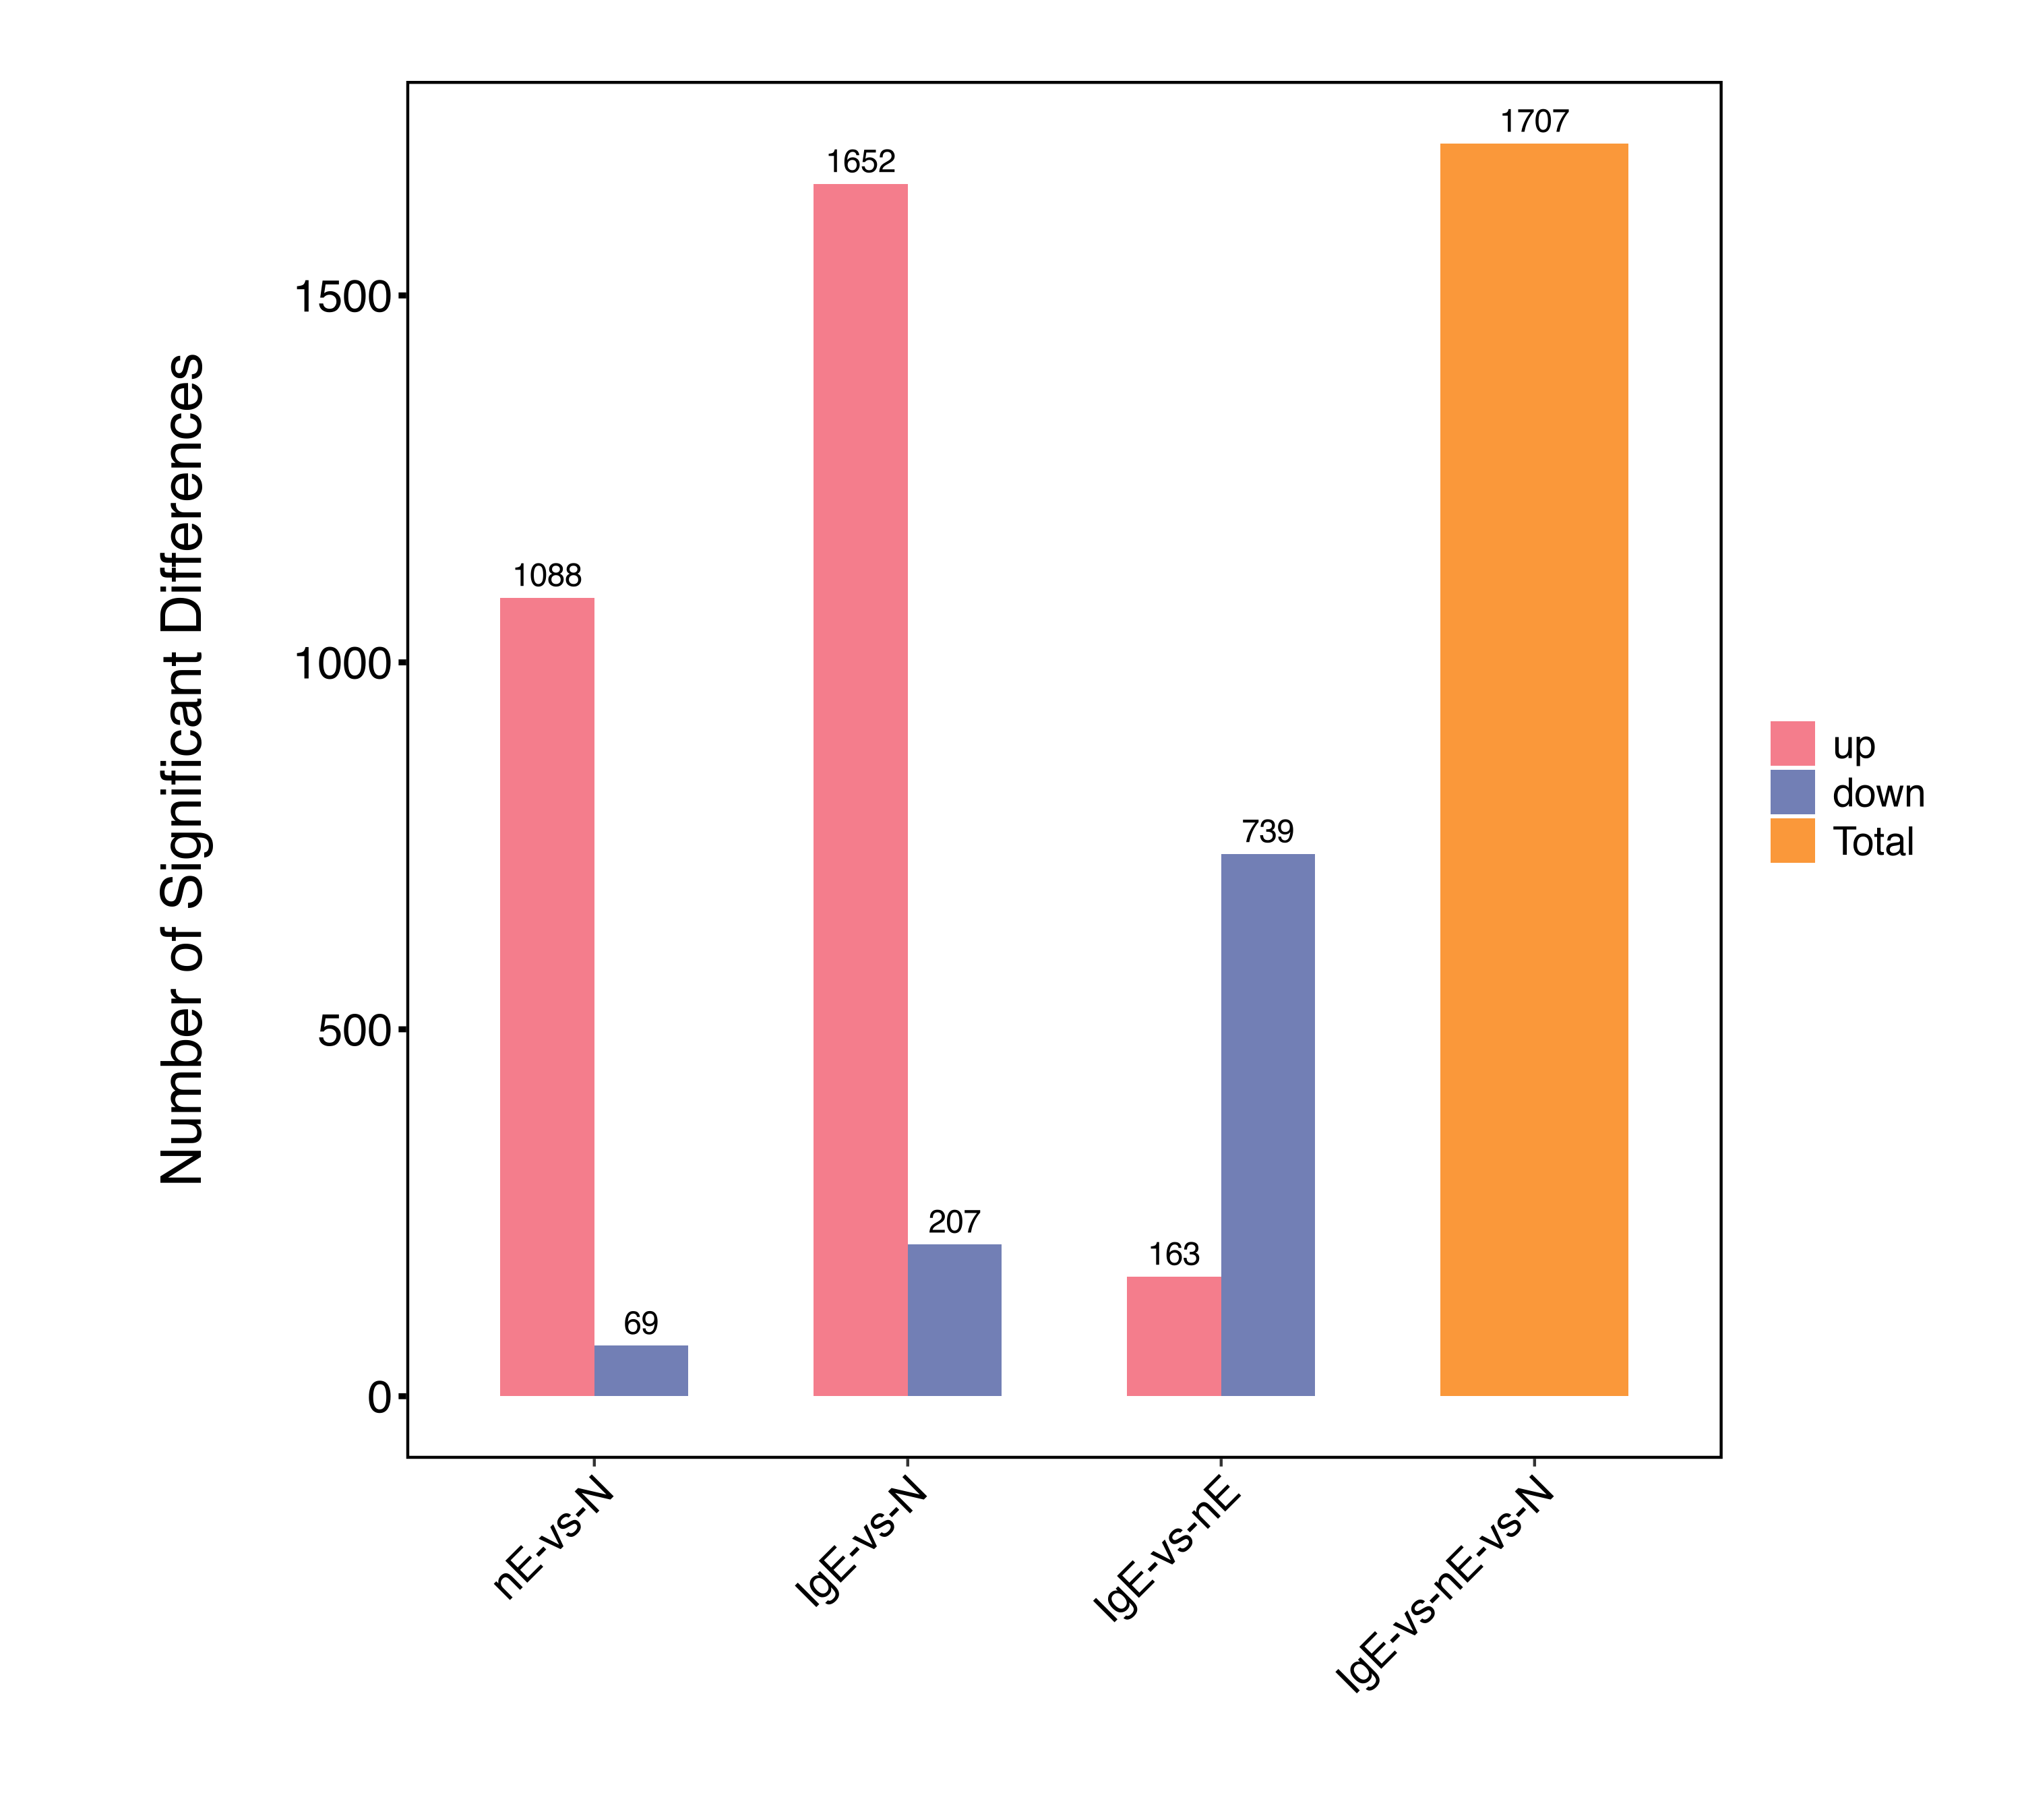 Number of Significant Differences
1500
1000
500
0
1088
69
1652
207
163
739
1707
nE-vs-N
IgE-vs-N
IgE-vs-nE
IgE-vs-nE-vs-N
up
down
Total